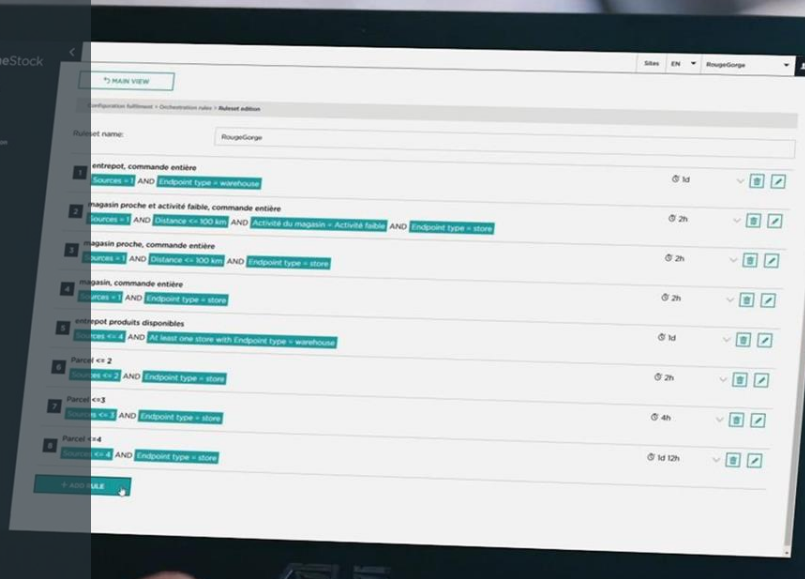 eStock
Sites EN RougeGorge
MAIN VIEW
Configuration fulfilment > Orchestration rules > Ruleset edition
Ruleset name: RougeGorge
1 entrepot, commande entière
Sources = 1 AND Endpoint type = warehouse 1d
2 magasin proche et activité faible, commande entière
Sources = 1 AND Distance <= 100 km AND Activité du magasin = Activité faible AND Endpoint type = store 2h
3 magasin proche, commande entière
Sources = 1 AND Distance <= 100 km AND Endpoint type = store 2h
4 magasin, commande entière
Sources = 1 AND Endpoint type = store 2h
5 entrepot produits disponibles
Sources <= 4 AND At least one store with Endpoint type = warehouse 1d
6 Parcel <= 2
Sources <= 2 AND Endpoint type = store 2h
7 Parcel <=3
Sources <= 3 AND Endpoint type = store 4h
8 Parcel <=4
Sources <= 4 AND Endpoint type = store 1d 12h
+ ADD RULE